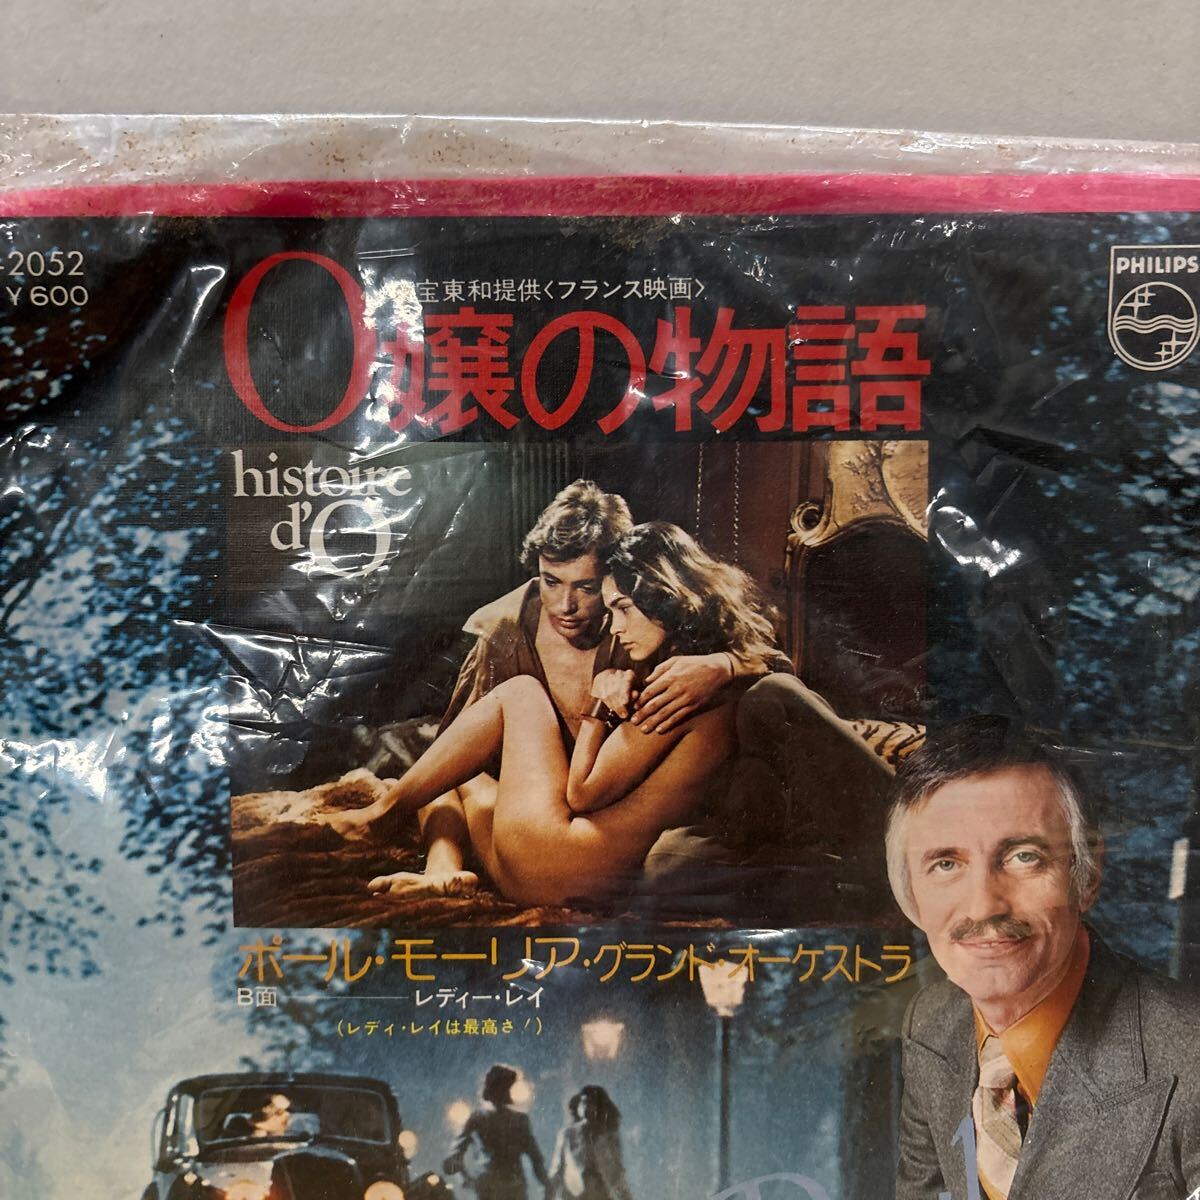 -2052
¥600
宝東和提供〈フランス映画〉
PHILIPS
O嬢の物語
histoire
d'O
ポール・モーリア・グランド・オーケストラ
B面――レディー・レイ
(レディ・レイは最高さ!)